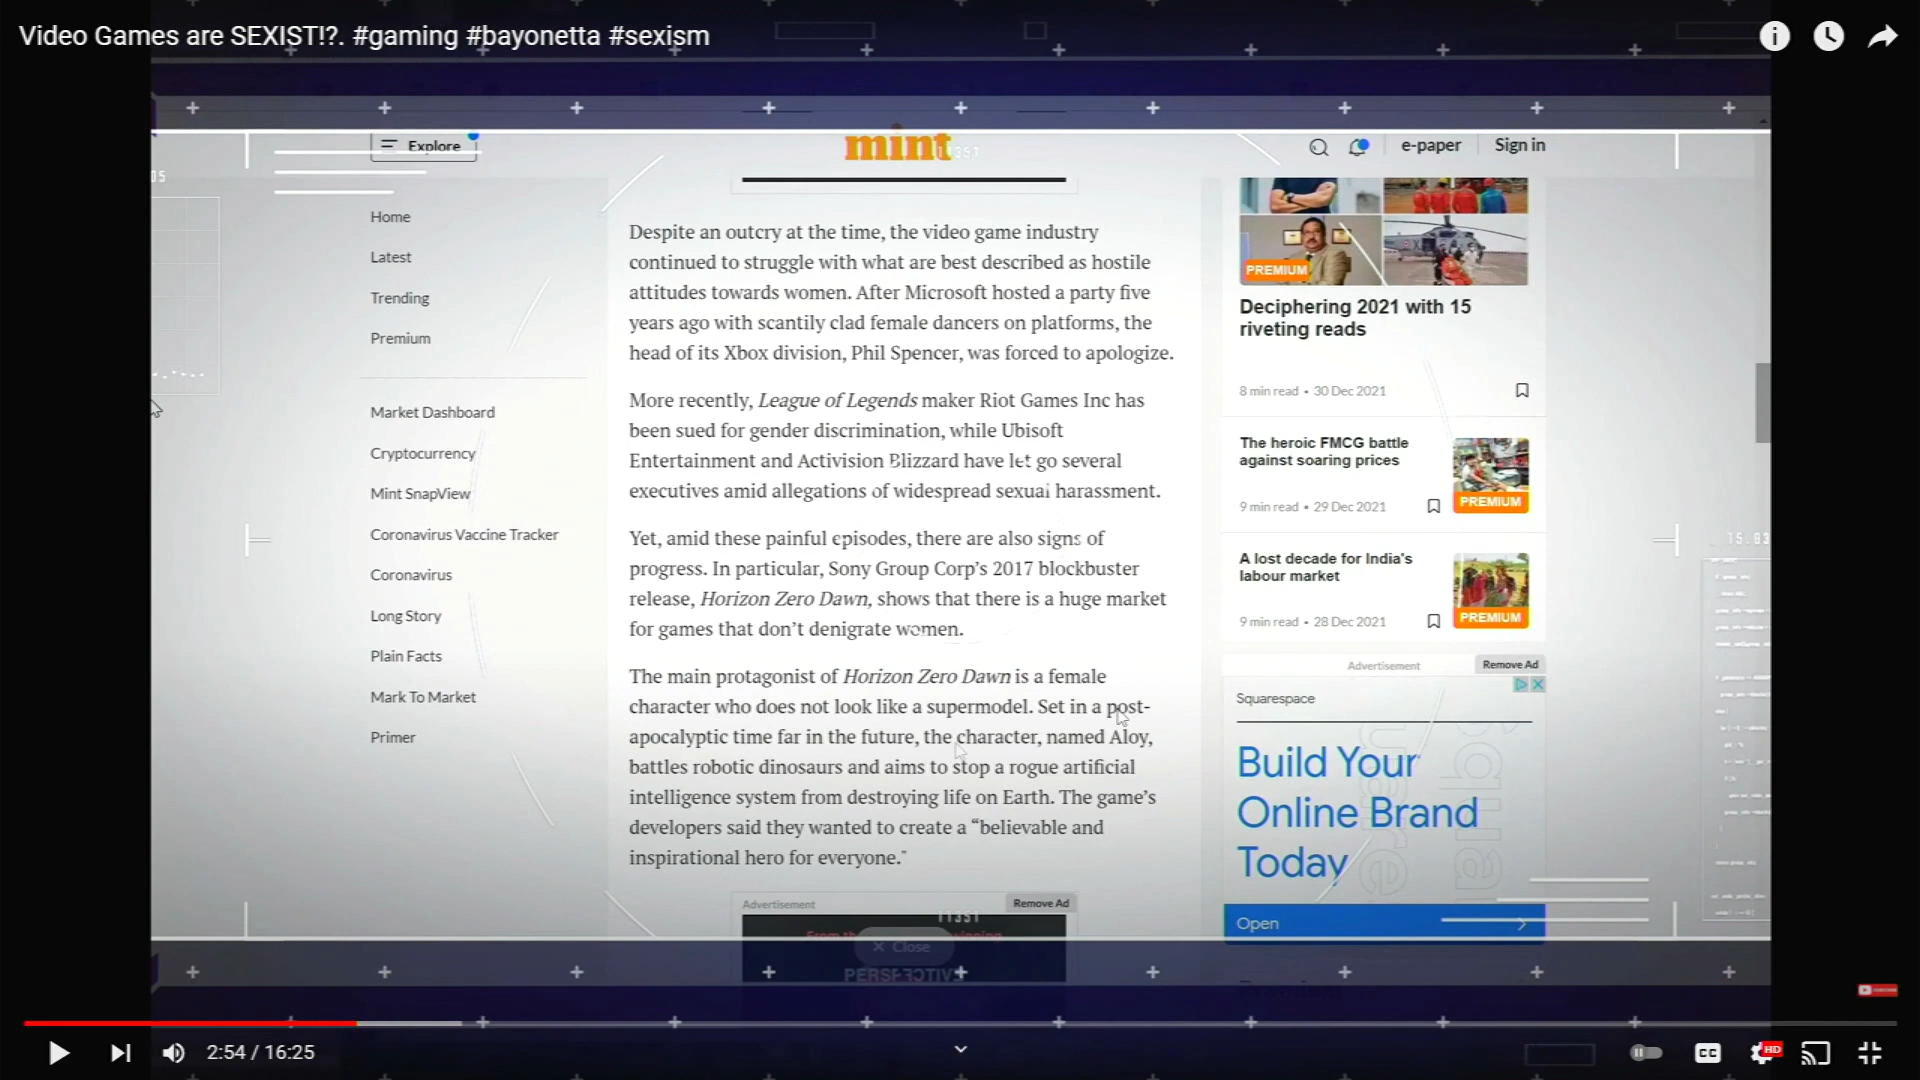 Video Games are SEXIST!?. #gaming #bayonetta #sexism
Explore
mint
11351
e-paper
Sign in
05
Home
Latest
Trending
Premium
Market Dashboard
Cryptocurrency
Mint SnapView
Coronavirus Vaccine Tracker
Coronavirus
Long Story
Plain Facts
Mark To Market
Primer
Despite an outcry at the time, the video game industry
continued to struggle with what are best described as hostile
attitudes towards women. After Microsoft hosted a party five
years ago with scantily clad female dancers on platforms, the
head of its Xbox division, Phil Spencer, was forced to apologize.
More recently, League of Legends maker Riot Games Inc has
been sued for gender discrimination, while Ubisoft
Entertainment and Activision Blizzard have let go several
executives amid allegations of widespread sexual harassment.
Yet, amid these painful episodes, there are also signs of
progress. In particular, Sony Group Corp's 2017 blockbuster
release, Horizon Zero Dawn, shows that there is a huge market
for games that don't denigrate women.
The main protagonist of Horizon Zero Dawn is a female
character who does not look like a supermodel. Set in a post-
apocalyptic time far in the future, the character, named Aloy,
battles robotic dinosaurs and aims to stop a rogue artificial
intelligence system from destroying life on Earth. The game's
developers said they wanted to create a “believable and
inspirational hero for everyone."
Advertisement
Remove Ad
11351
From the
winning
Close
PERSPECTIVE
PREMIUM
Deciphering 2021 with 15
riveting reads
8 min read • 30 Dec 2021
The heroic FMCG battle
against soaring prices
9 min read • 29 Dec 2021
PREMIUM
A lost decade for India's
labour market
9 min read • 28 Dec 2021
PREMIUM
Advertisement
Remove Ad
Squarespace
Build Your
Online Brand
Today
Open
15.83
2:54 / 16:25
CC
HD